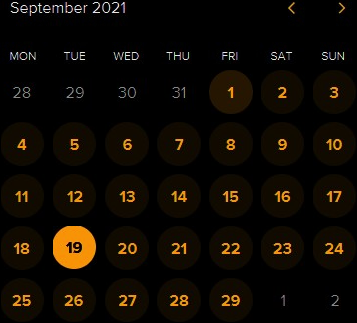 September 2021
MON TUE WED THU FRI SAT SUN
28 29 30 31 1 2 3
4 5 6 7 8 9 10
11 12 13 14 15 16 17
18 19 20 21 22 23 24
25 26 27 28 29 1 2